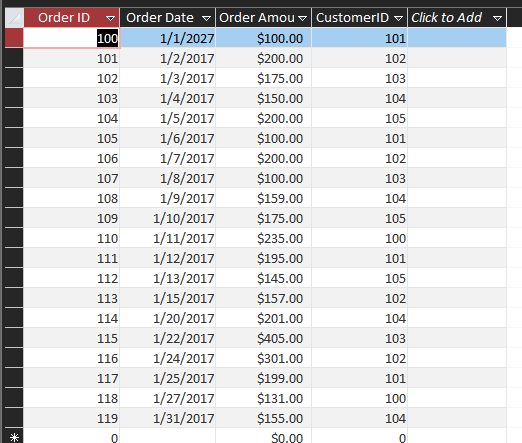 Order ID Order Date Order Amou CustomerID Click to Add
100 1/1/2027 $100.00 101
101 1/2/2017 $200.00 102
102 1/3/2017 $175.00 103
103 1/4/2017 $150.00 104
104 1/5/2017 $200.00 105
105 1/6/2017 $100.00 101
106 1/7/2017 $200.00 102
107 1/8/2017 $100.00 103
108 1/9/2017 $159.00 104
109 1/10/2017 $175.00 105
110 1/11/2017 $235.00 100
111 1/12/2017 $195.00 101
112 1/13/2017 $145.00 105
113 1/15/2017 $157.00 102
114 1/20/2017 $201.00 104
115 1/22/2017 $405.00 103
116 1/24/2017 $301.00 102
117 1/25/2017 $199.00 101
118 1/27/2017 $131.00 100
119 1/31/2017 $155.00 104
* 0 $0.00 0